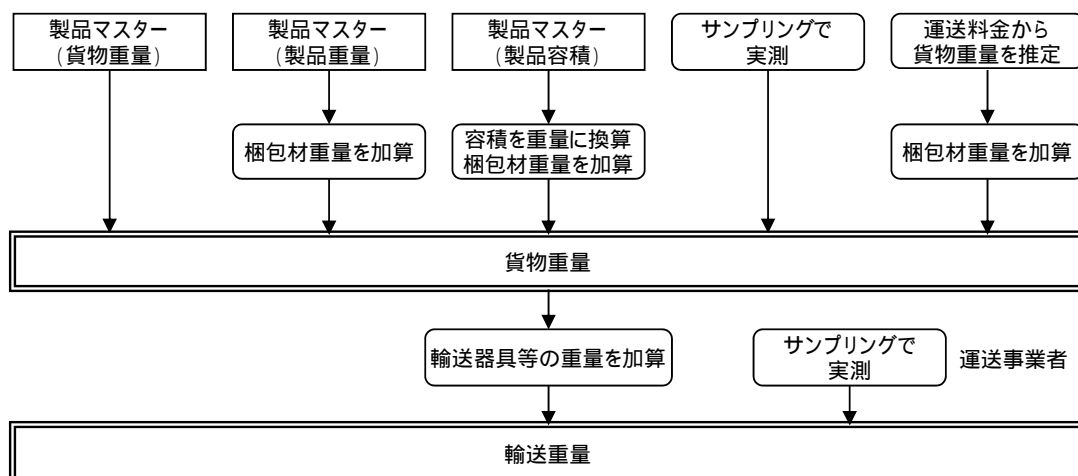 製品マスター
(貨物重量)
製品マスター
(製品重量)
製品マスター
(製品容積)
サンプリングで
実測
運送料金から
貨物重量を推定
梱包材重量を加算
容積を重量に換算
梱包材重量を加算
梱包材重量を加算
貨物重量
輸送器具等の重量を加算
サンプリングで
実測
運送事業者
輸送重量